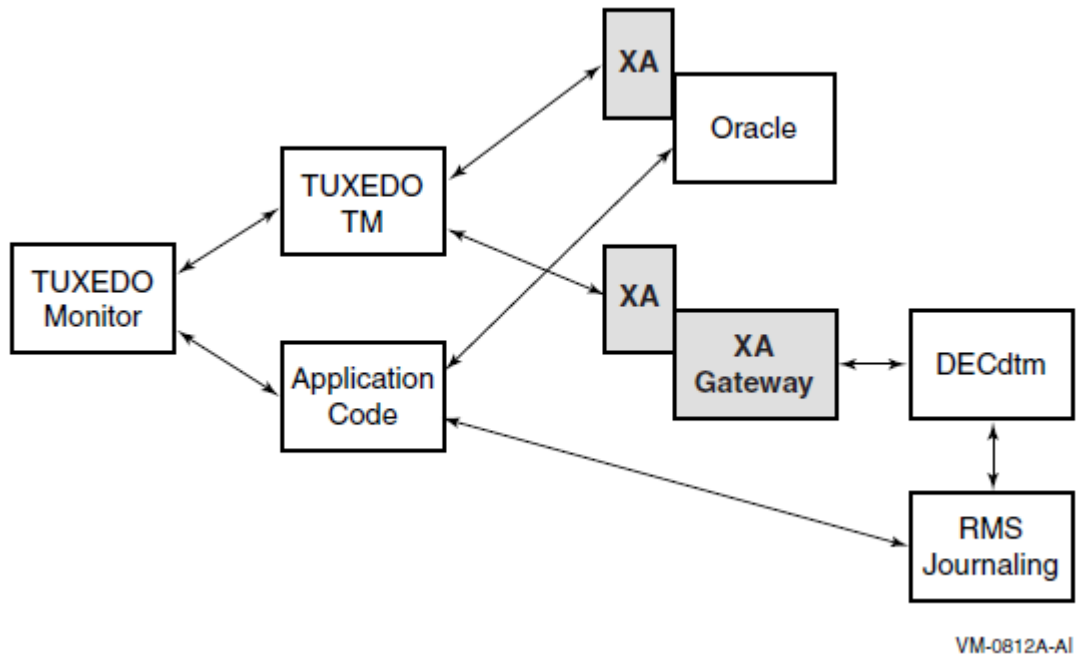 XA
Oracle
TUXEDO
TM
TUXEDO
Monitor
XA
XA
Gateway
DECdtm
Application
Code
RMS
Journaling
VM-0812A-AI